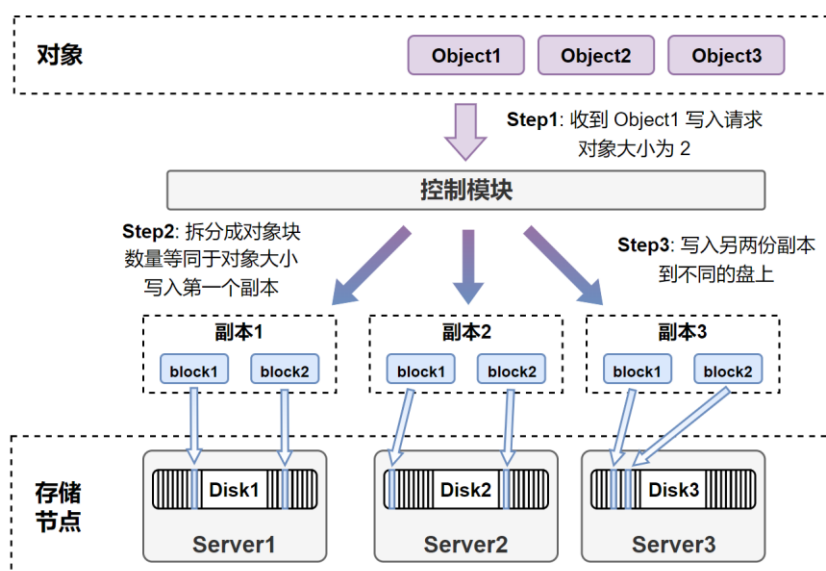 对象
Object1
Object2
Object3
Step1: 收到 Object1 写入请求
对象大小为 2
控制模块
Step2: 拆分成对象块
数量等同于对象大小
写入第一个副本
Step3: 写入另两份副本
到不同的盘上
副本1
block1
block2
副本2
block1
block2
副本3
block1
block2
存储
节点
Disk1
Server1
Disk2
Server2
Disk3
Server3